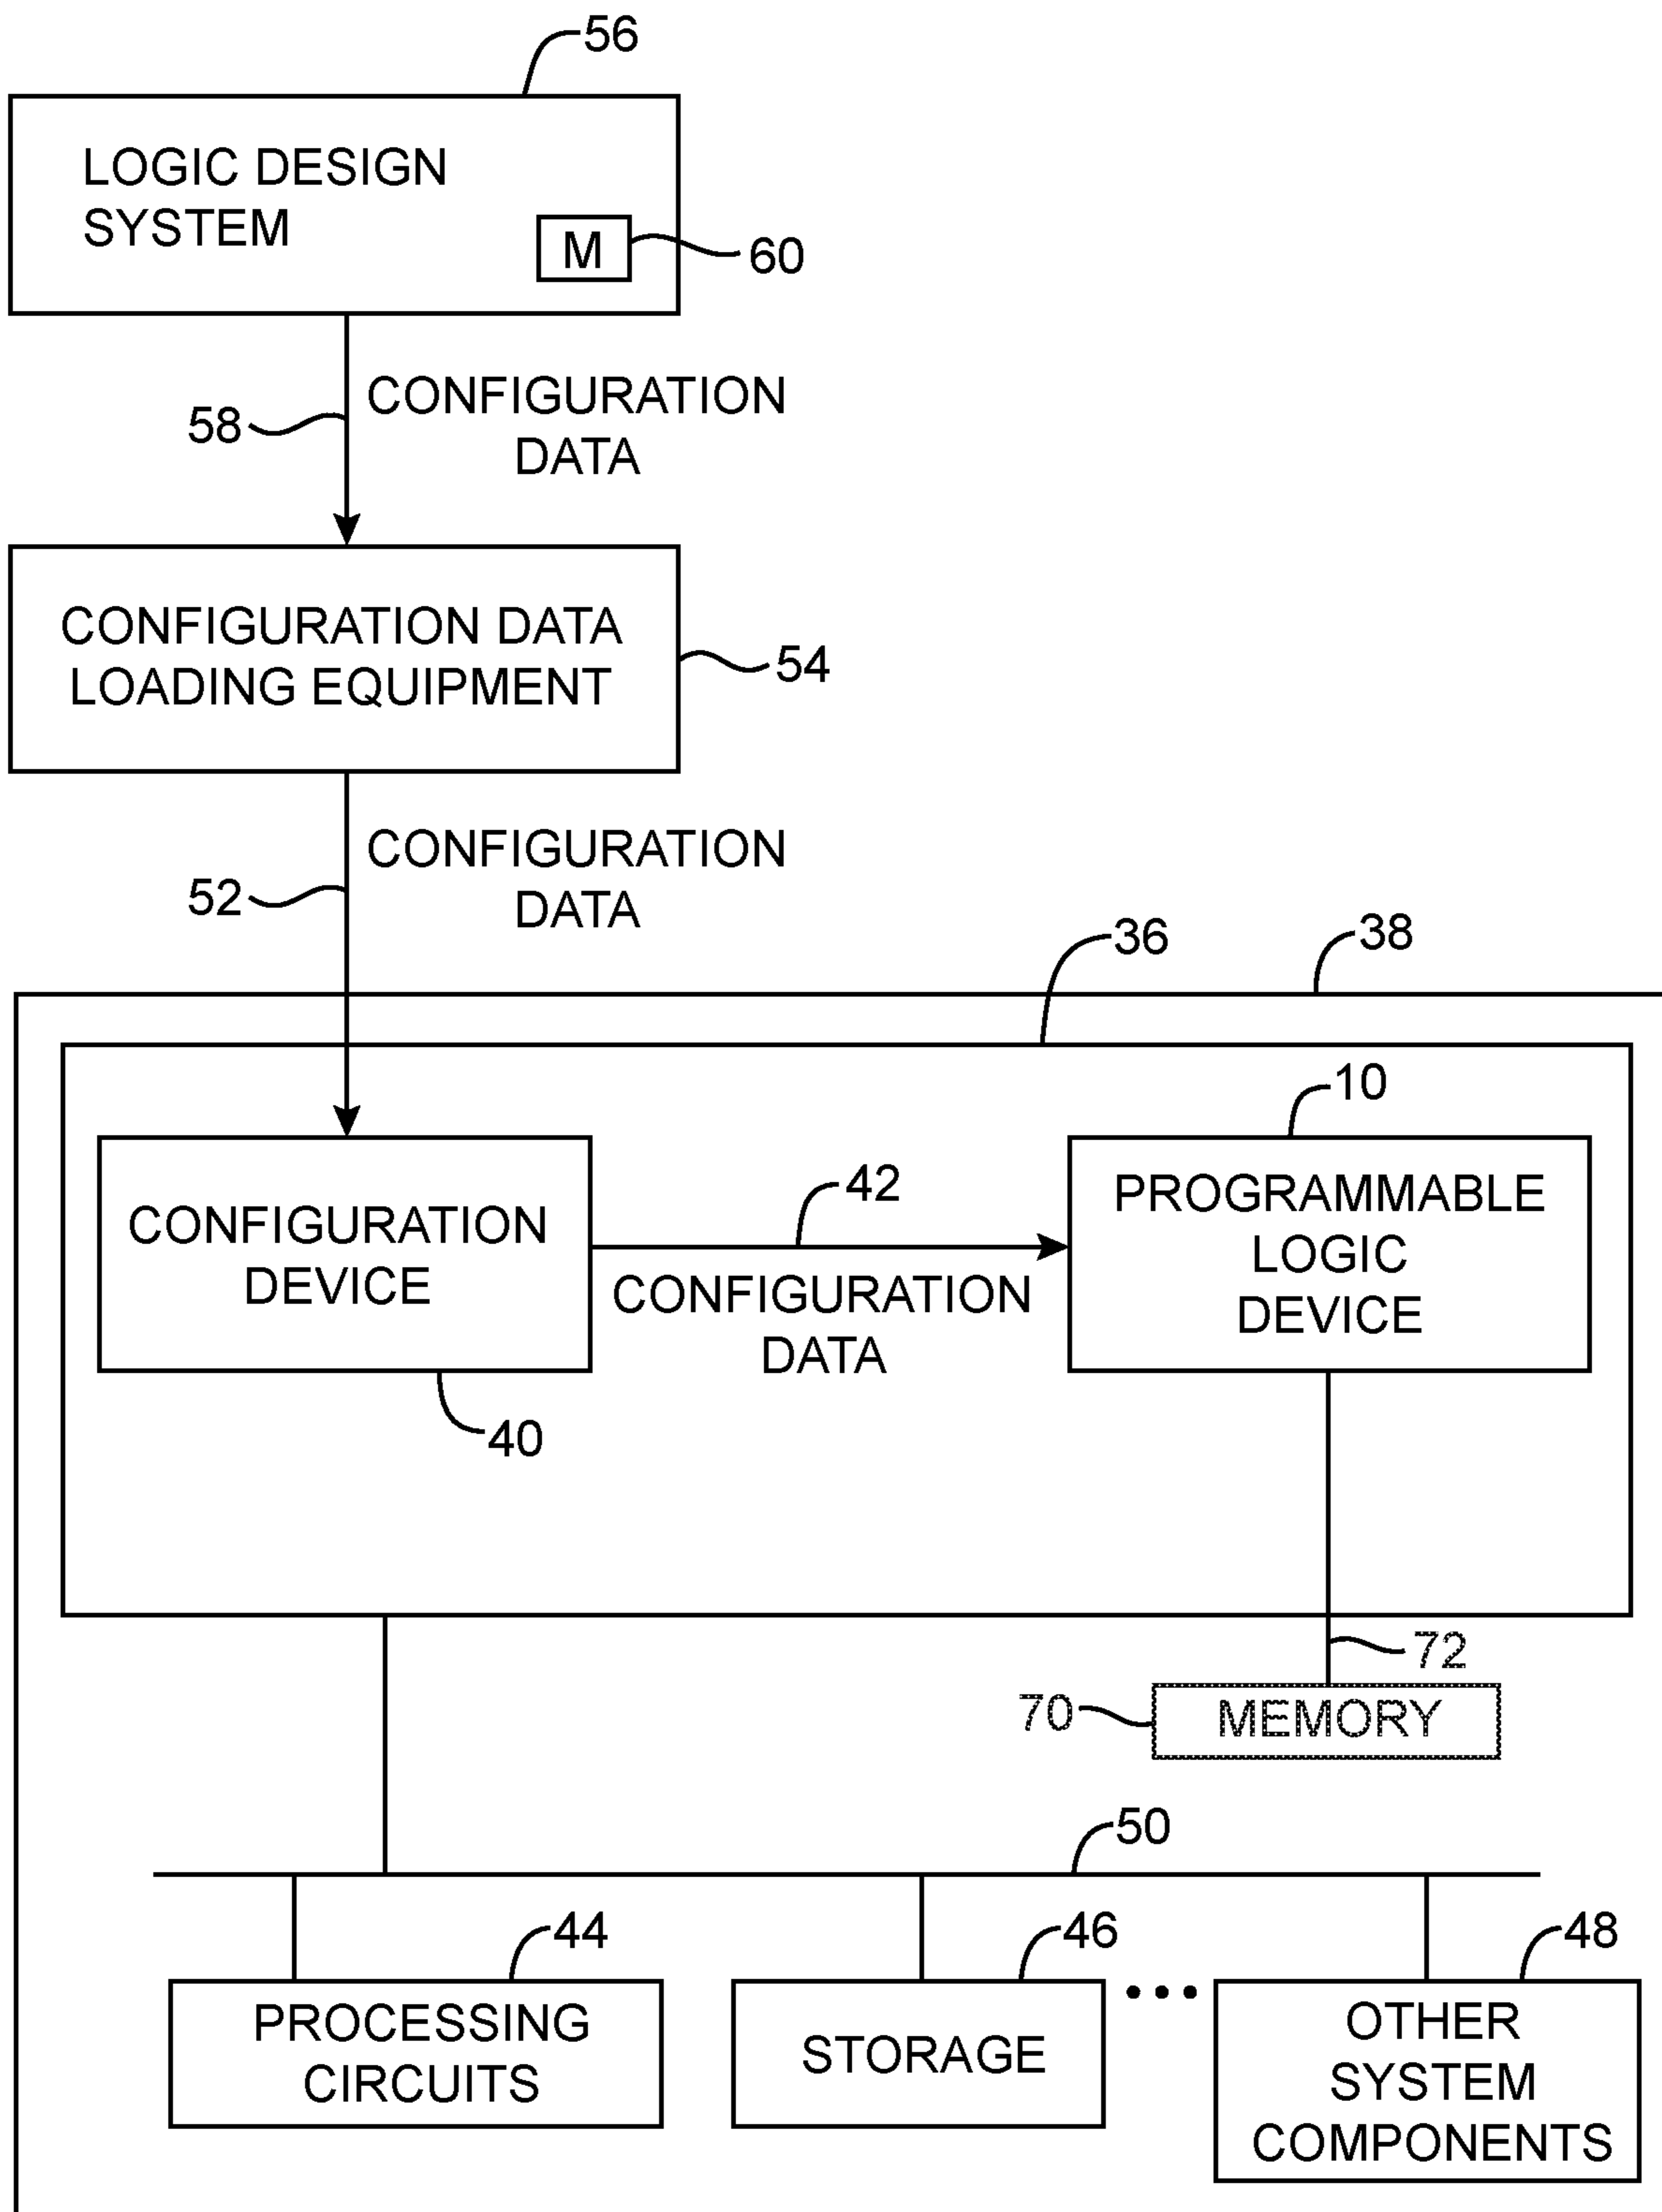 56
LOGIC DESIGN
SYSTEM
M
60
58
CONFIGURATION
DATA
CONFIGURATION DATA
LOADING EQUIPMENT
54
52
CONFIGURATION
DATA
36
38
10
CONFIGURATION
DEVICE
42
CONFIGURATION
DATA
PROGRAMMABLE
LOGIC
DEVICE
40
72
70
MEMORY
50
44
46
48
PROCESSING
CIRCUITS
STORAGE
•••
OTHER
SYSTEM
COMPONENTS